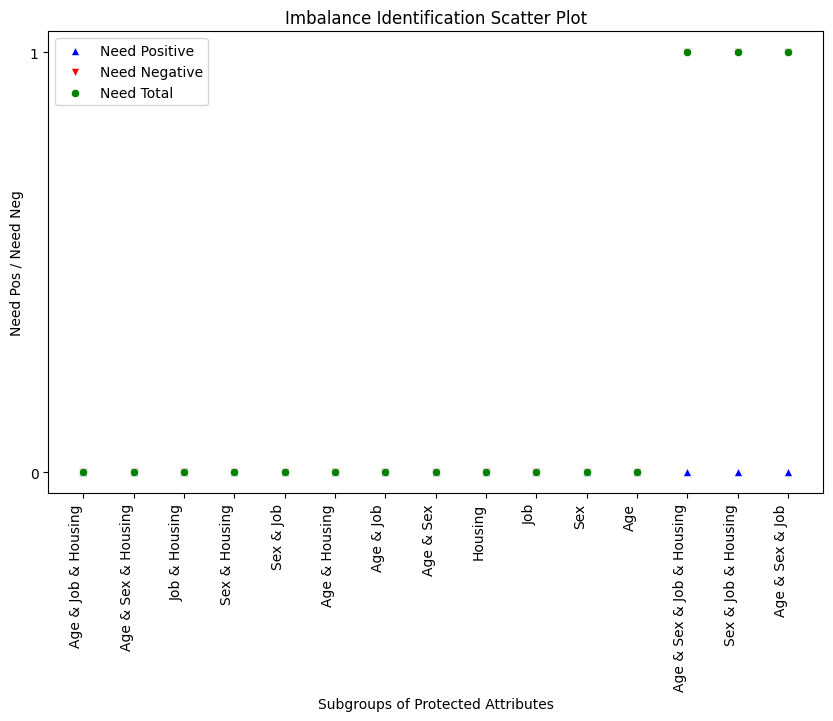 Imbalance Identification Scatter Plot
Need Positive
Need Negative
Need Total
Need Pos / Need Neg
1
0
Age & Job & Housing
Age & Sex & Housing
Job & Housing
Sex & Housing
Sex & Job
Age & Housing
Age & Job
Age & Sex
Housing
Job
Sex
Age
Age & Sex & Job & Housing
Sex & Job & Housing
Age & Sex & Job
Subgroups of Protected Attributes